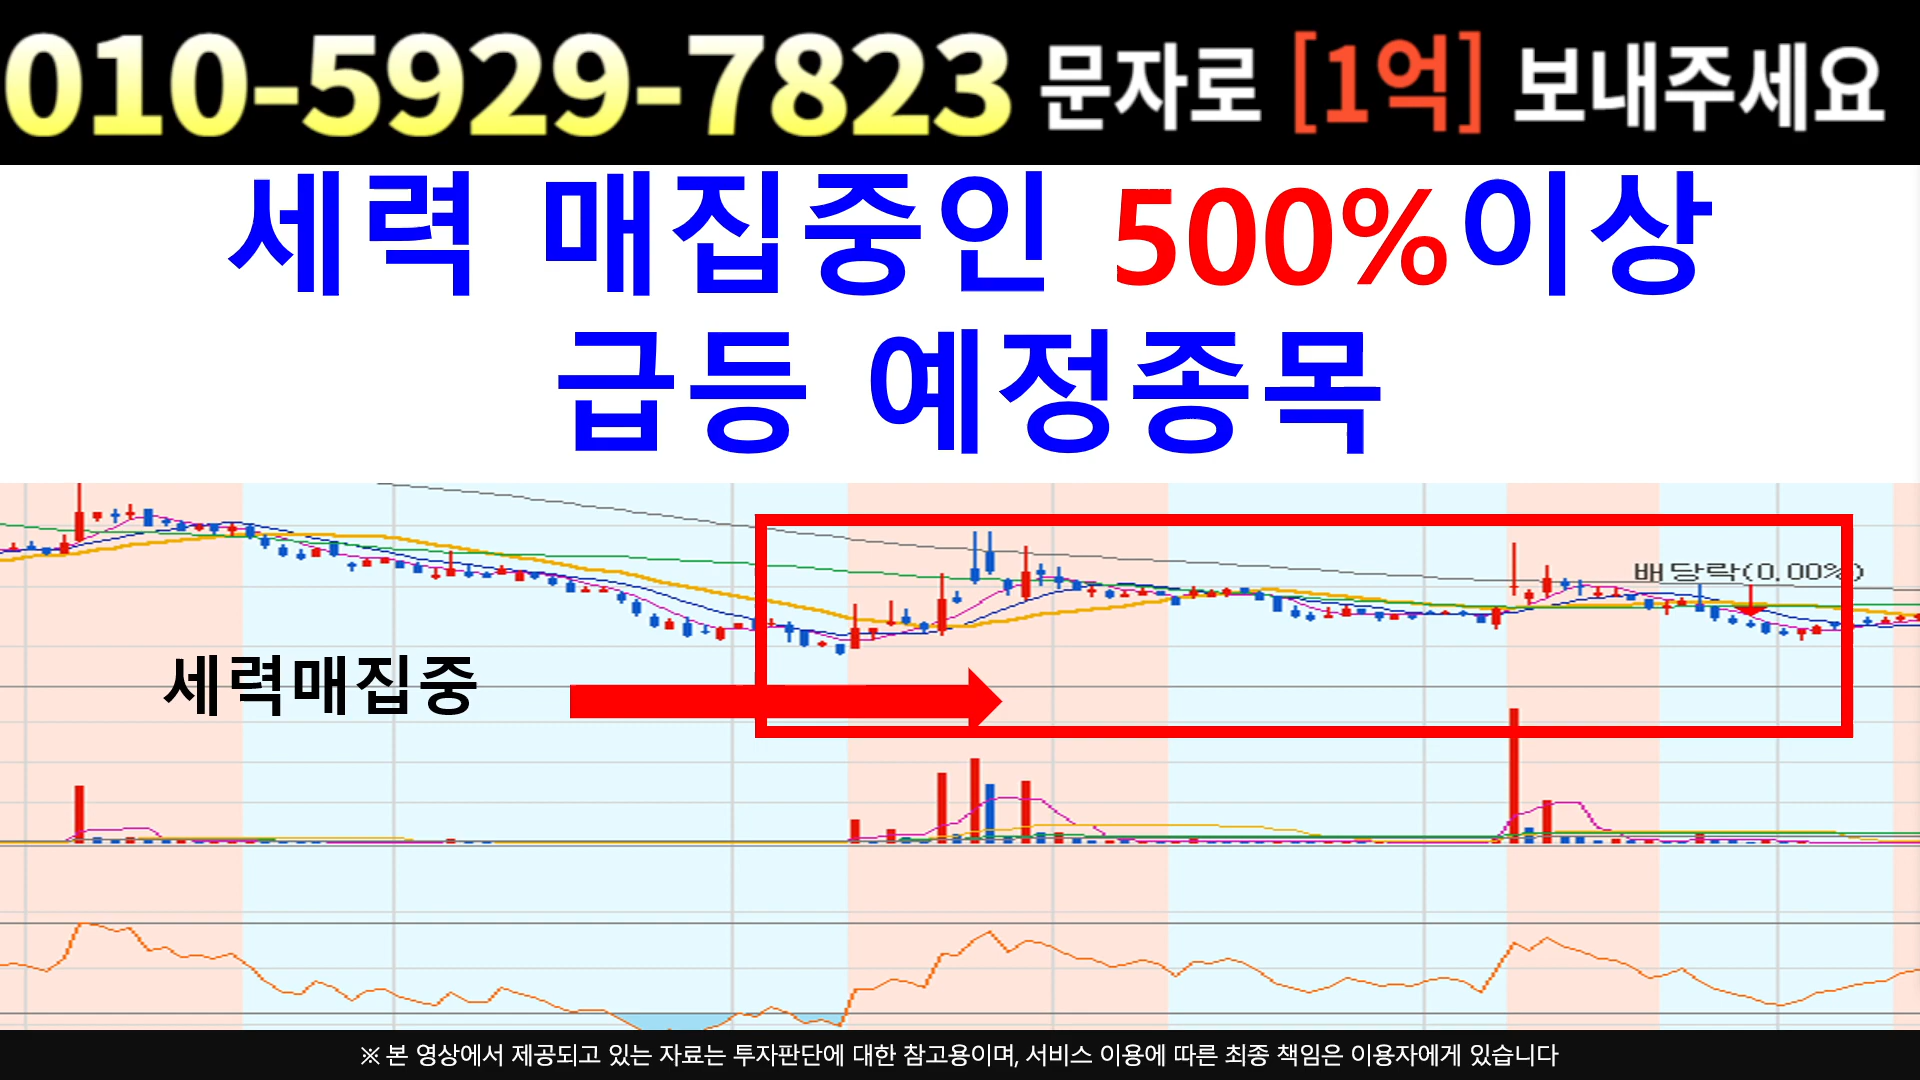 010-5929-7823 문자로 [1억] 보내주세요
세력 매집중인 500%이상
급등 예정종목
배당락(0.00%)
세력매집중
※ 본 영상에서 제공되고 있는 자료는 투자판단에 대한 참고용이며, 서비스 이용에 따른 최종 책임은 이용자에게 있습니다